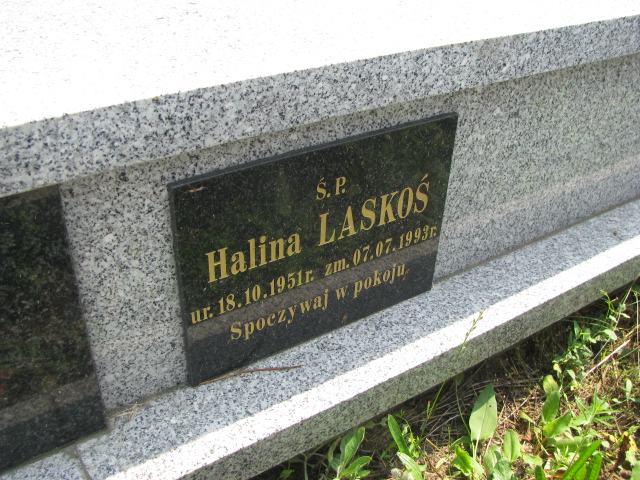 Ś.P.
Halina LASKOŚ
ur. 18.10.1951r. zm. 07.07.1993r.
Spoczywaj w pokoju